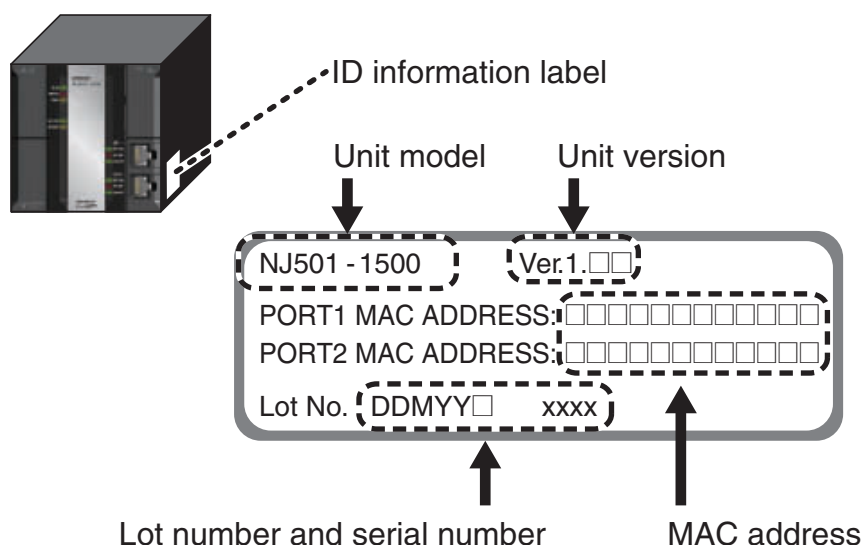 ID information label
Unit model
Unit version
NJ501 - 1500
Ver.1.□□
PORT1 MAC ADDRESS: □□□□□□□□□□□□
PORT2 MAC ADDRESS: □□□□□□□□□□□□
Lot No. DDMYY□ xxxx
Lot number and serial number
MAC address